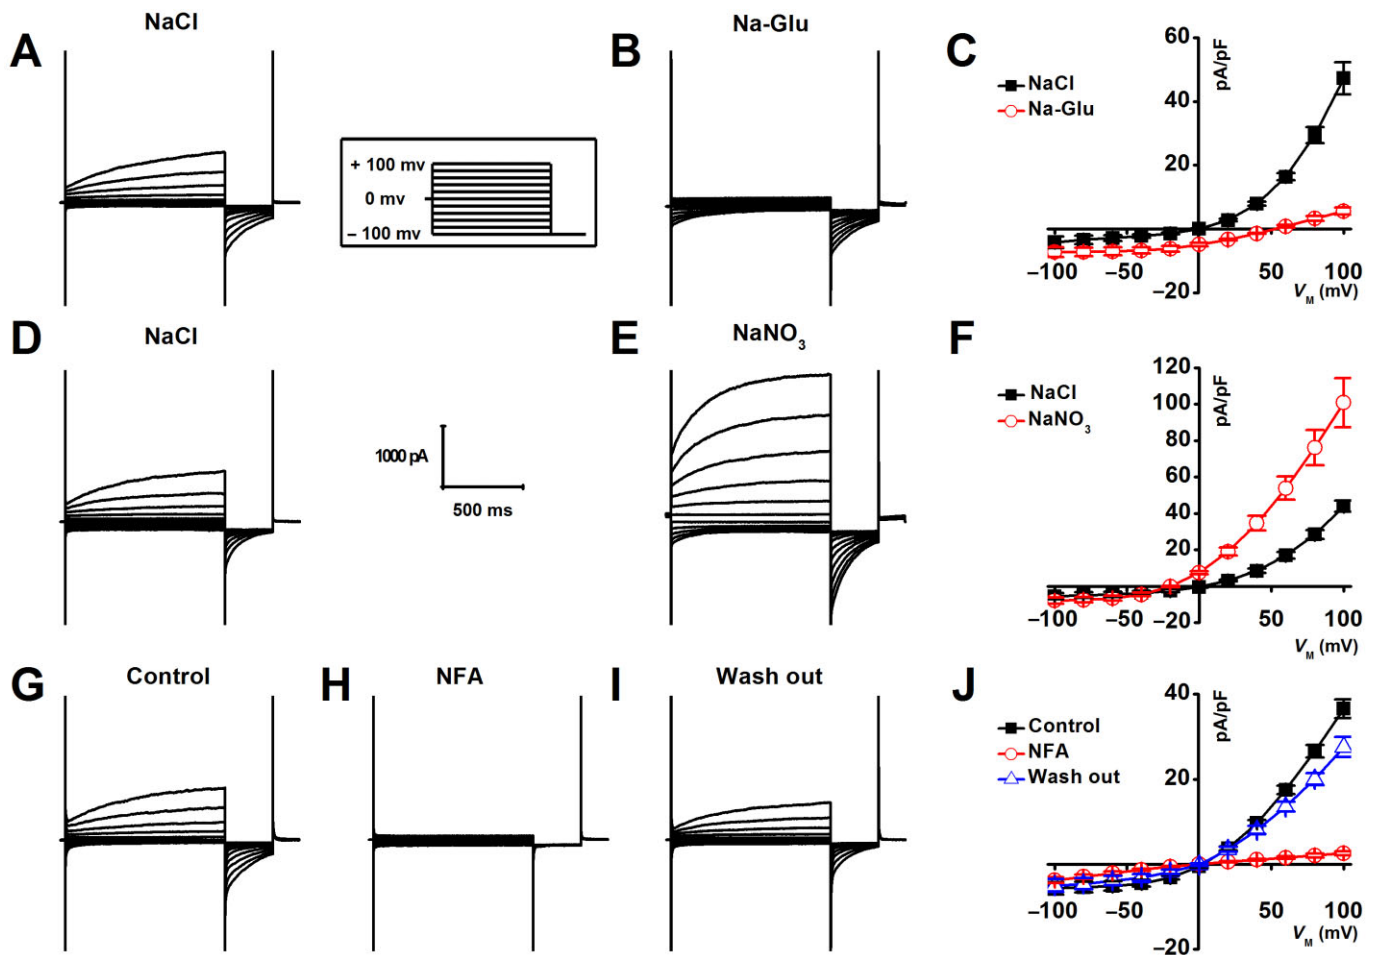 A
NaCl
+ 100 mv
0 mv
− 100 mv
B
Na-Glu
C
NaCl
Na-Glu
pA/pF
60
40
20
−20
−100
−50
50
100
VM (mV)
D
NaCl
1000 pA
500 ms
E
NaNO3
F
NaCl
NaNO3
pA/pF
120
100
80
60
40
20
−20
−100
−50
50
100
VM (mV)
G
Control
H
NFA
I
Wash out
J
Control
NFA
Wash out
pA/pF
40
20
−20
−100
−50
50
100
VM (mV)